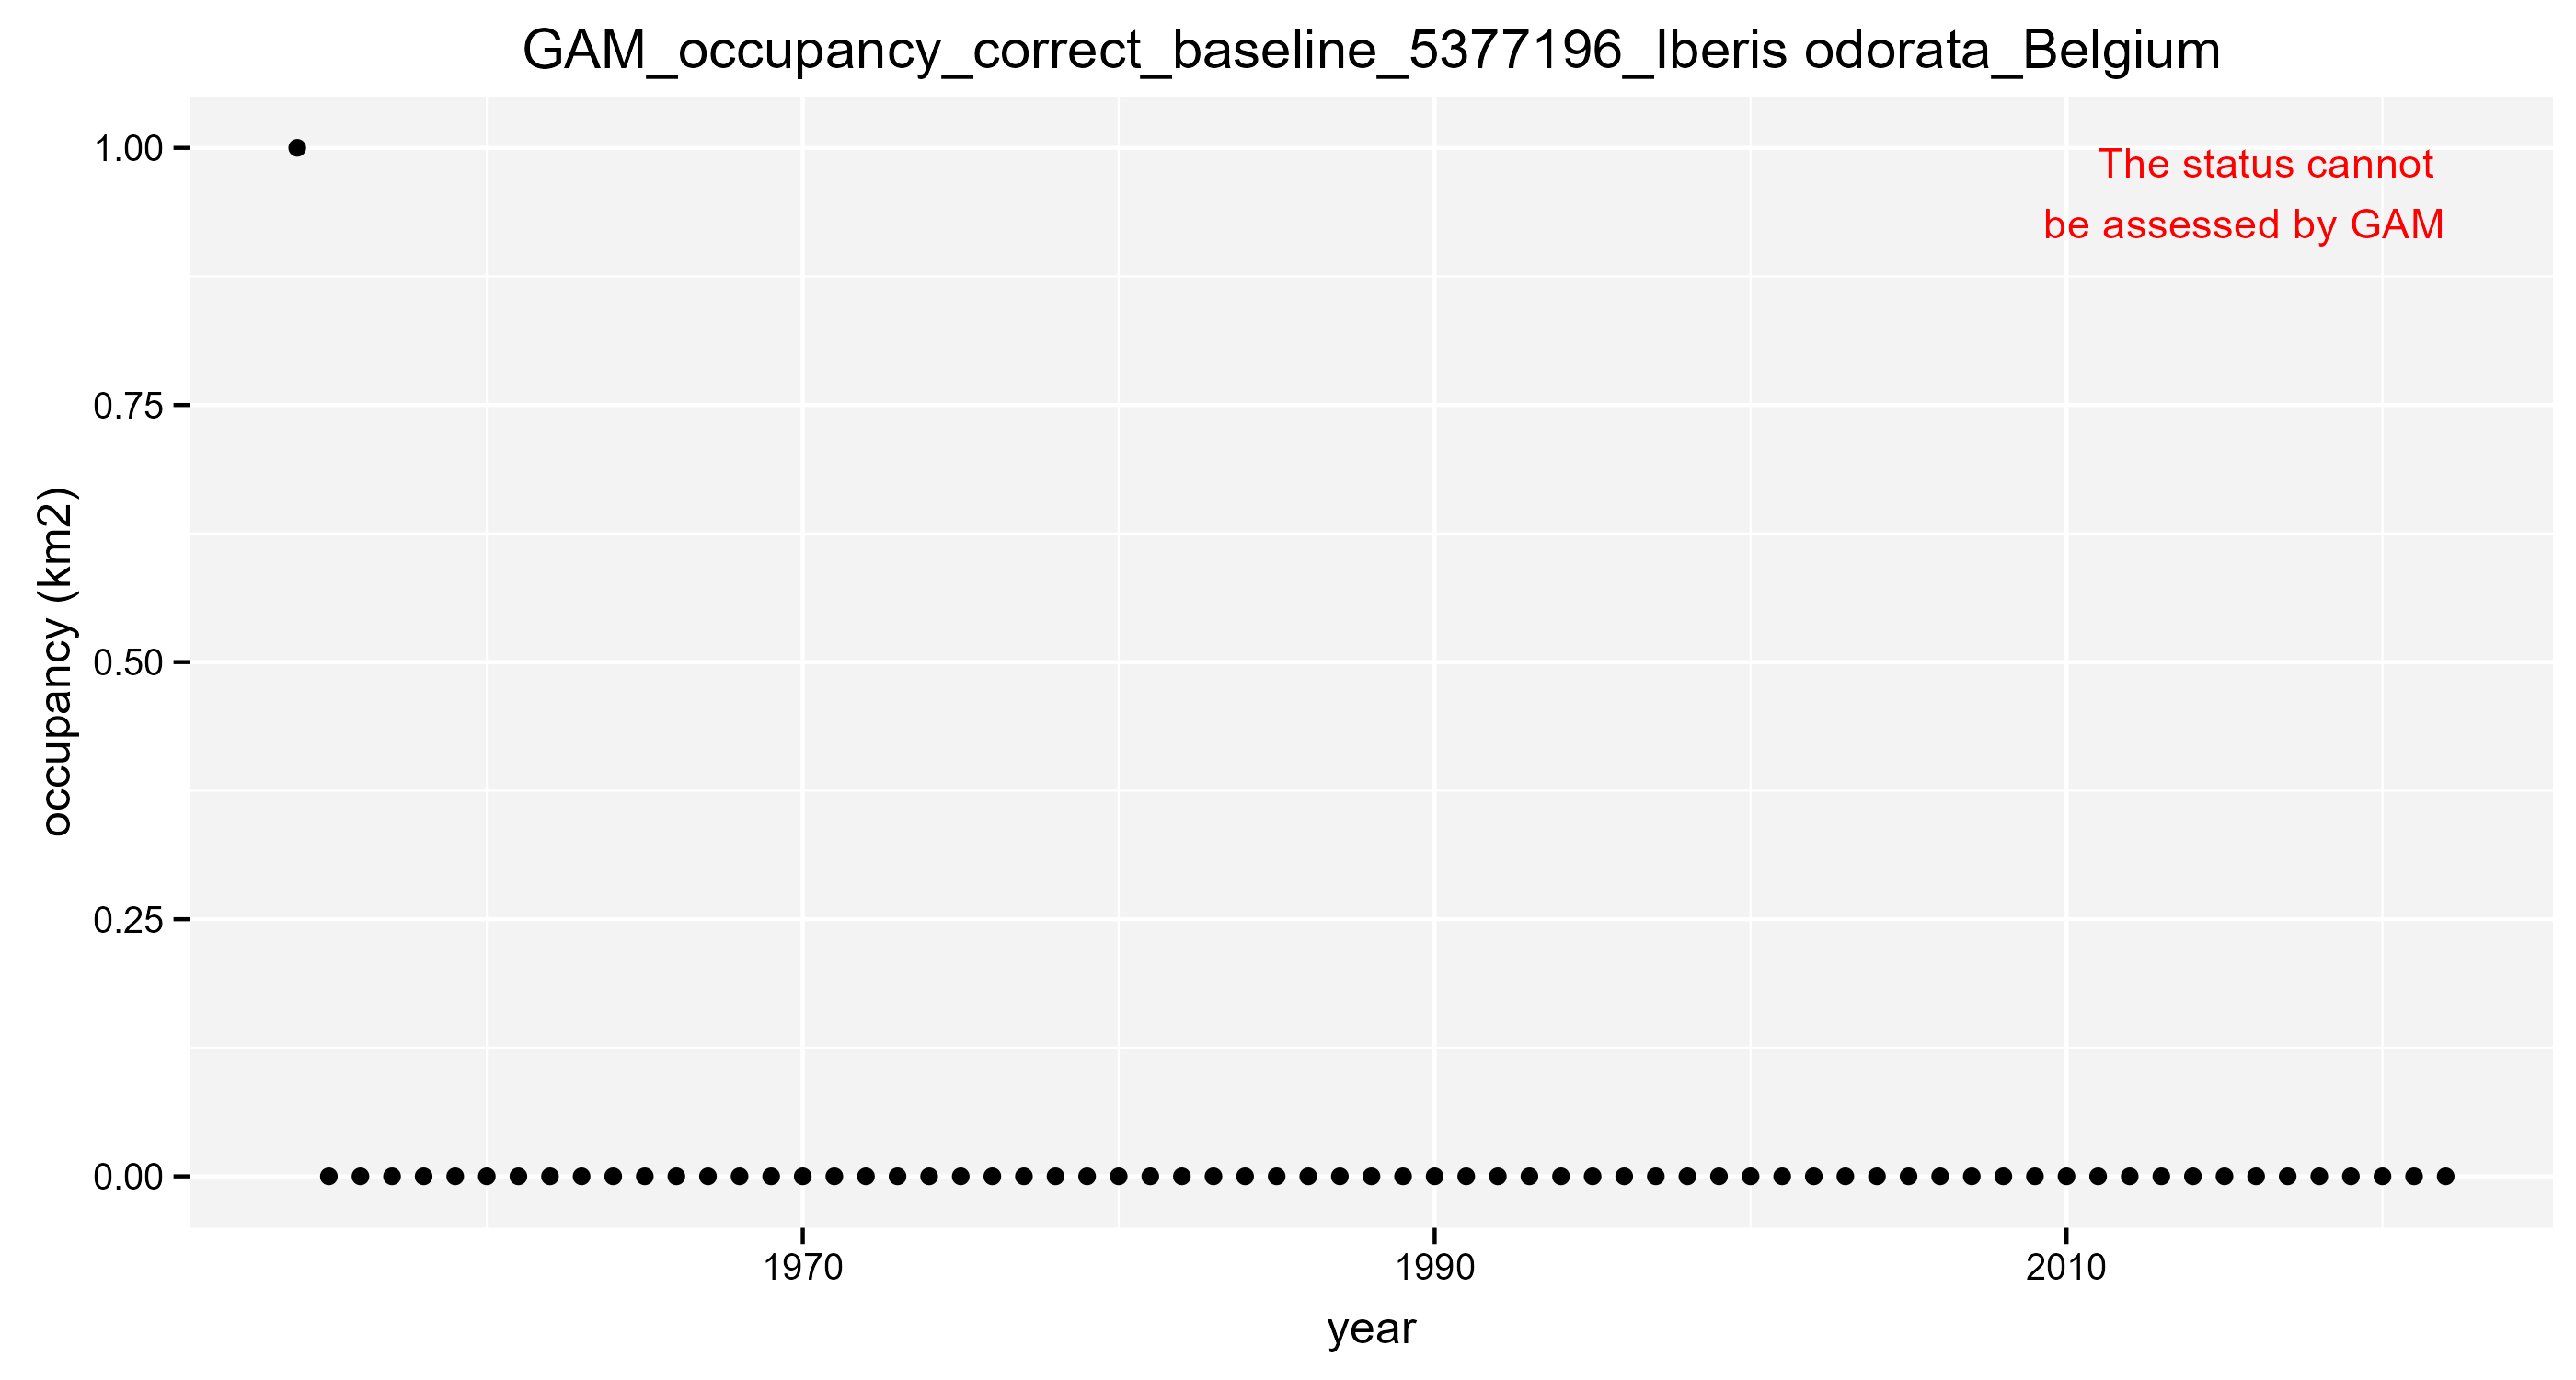 GAM_occupancy_correct_baseline_5377196_Iberis odorata_Belgium
The status cannot
be assessed by GAM
occupancy (km2)
1.00
0.75
0.50
0.25
0.00
1970
1990
2010
year